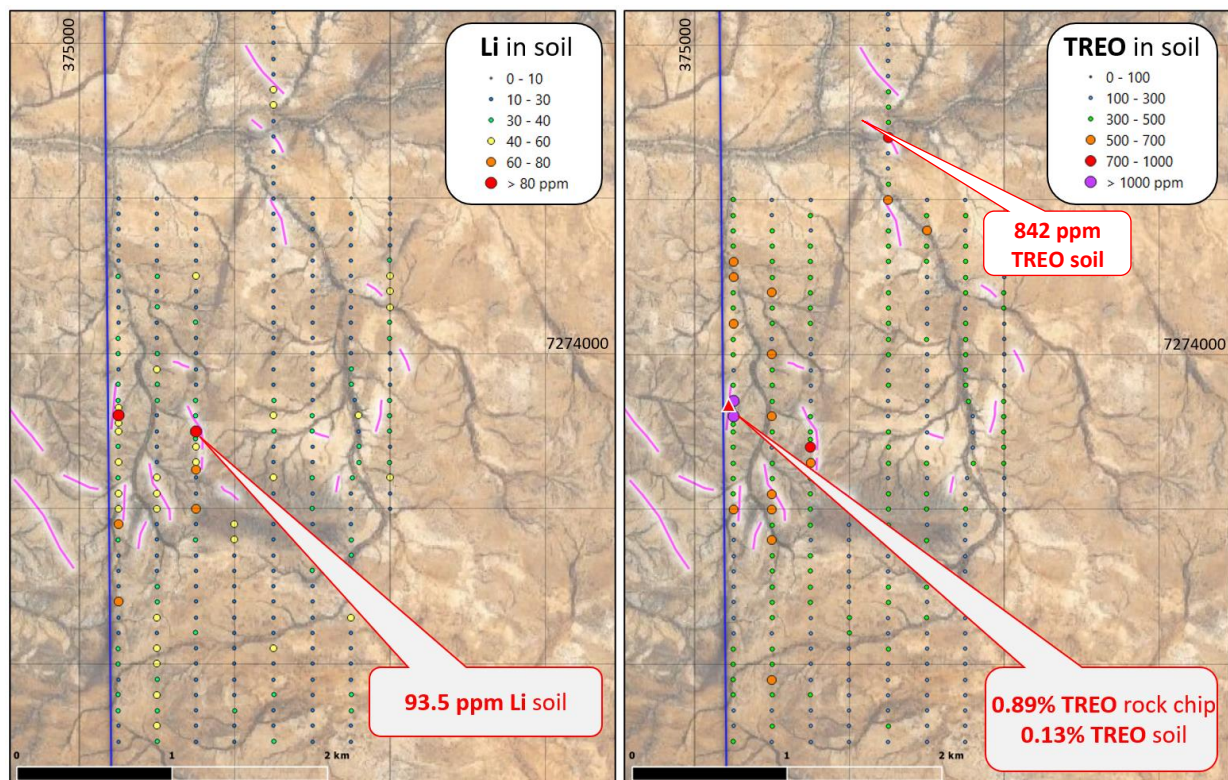 375000
Li in soil
0 - 10
10 - 30
30 - 40
40 - 60
60 - 80
> 80 ppm
7274000
93.5 ppm Li soil
0
1
2 km
375000
TREO in soil
0 - 100
100 - 300
300 - 500
500 - 700
700 - 1000
> 1000 ppm
842 ppm
TREO soil
7274000
0.89% TREO rock chip
0.13% TREO soil
0
1
2 km